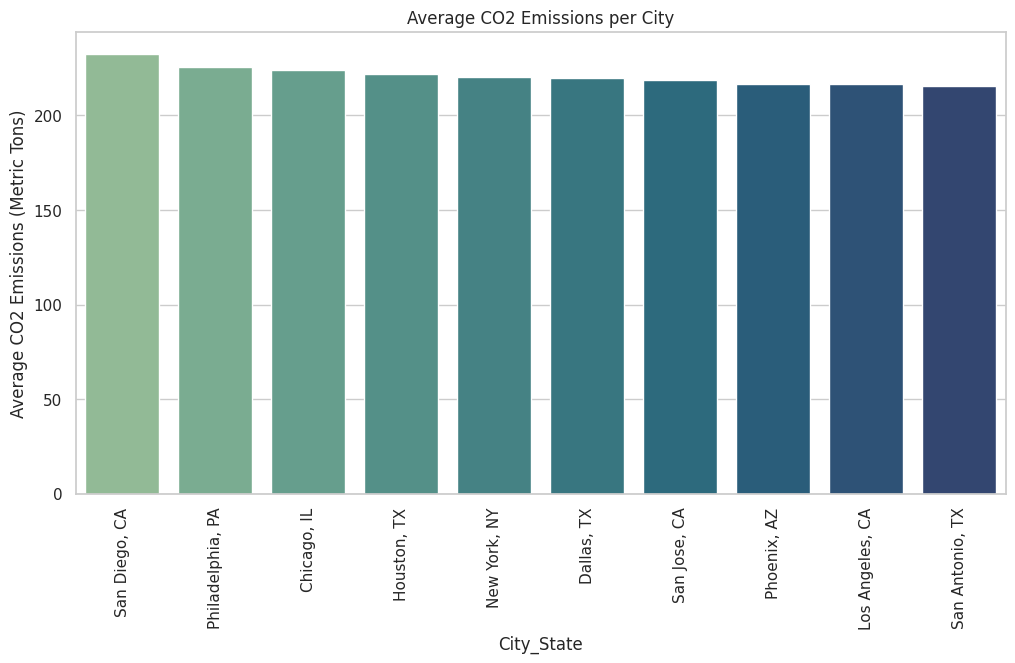 Average CO2 Emissions per City
Average CO2 Emissions (Metric Tons)
200
150
100
50
0
San Diego, CA
Philadelphia, PA
Chicago, IL
Houston, TX
New York, NY
Dallas, TX
San Jose, CA
Phoenix, AZ
Los Angeles, CA
San Antonio, TX
City_State